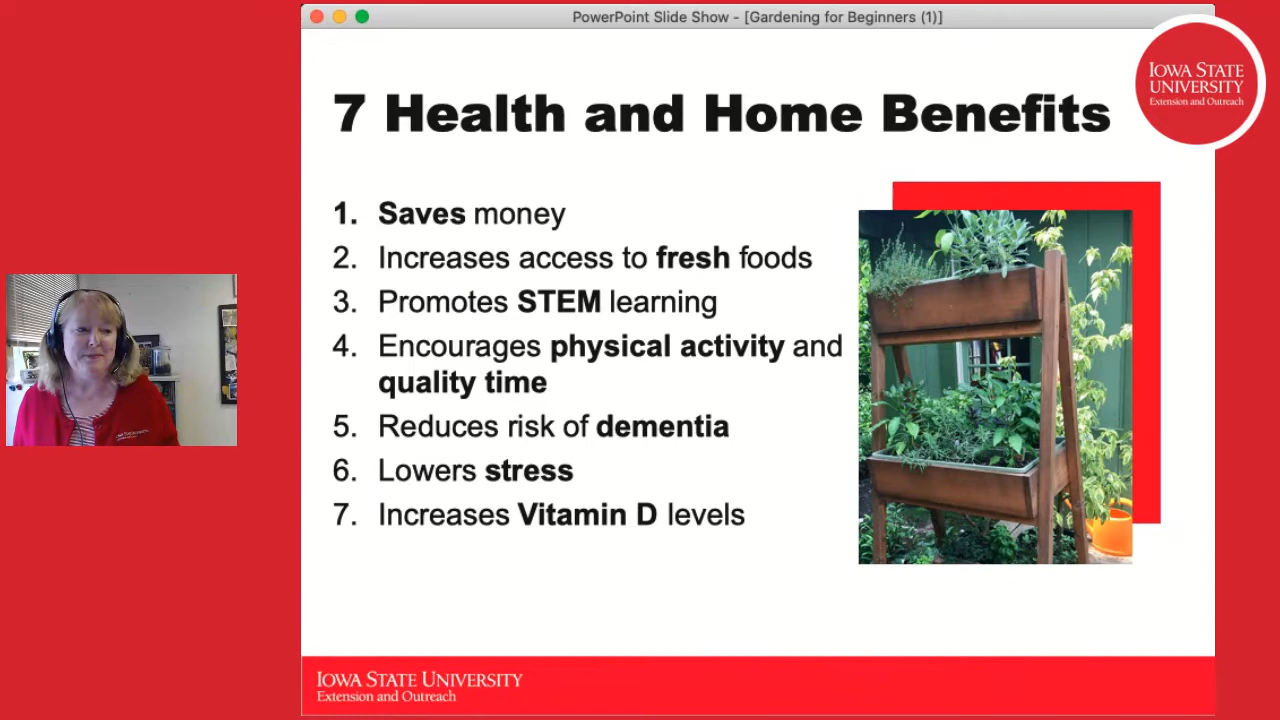 PowerPoint Slide Show - [Gardening for Beginners (1)]
IOWA STATE
UNIVERSITY
Extension and Outreach
7 Health and Home Benefits
1. Saves money
2. Increases access to fresh foods
3. Promotes STEM learning
4. Encourages physical activity and
quality time
5. Reduces risk of dementia
6. Lowers stress
7. Increases Vitamin D levels
IOWA STATE UNIVERSITY
Extension and Outreach